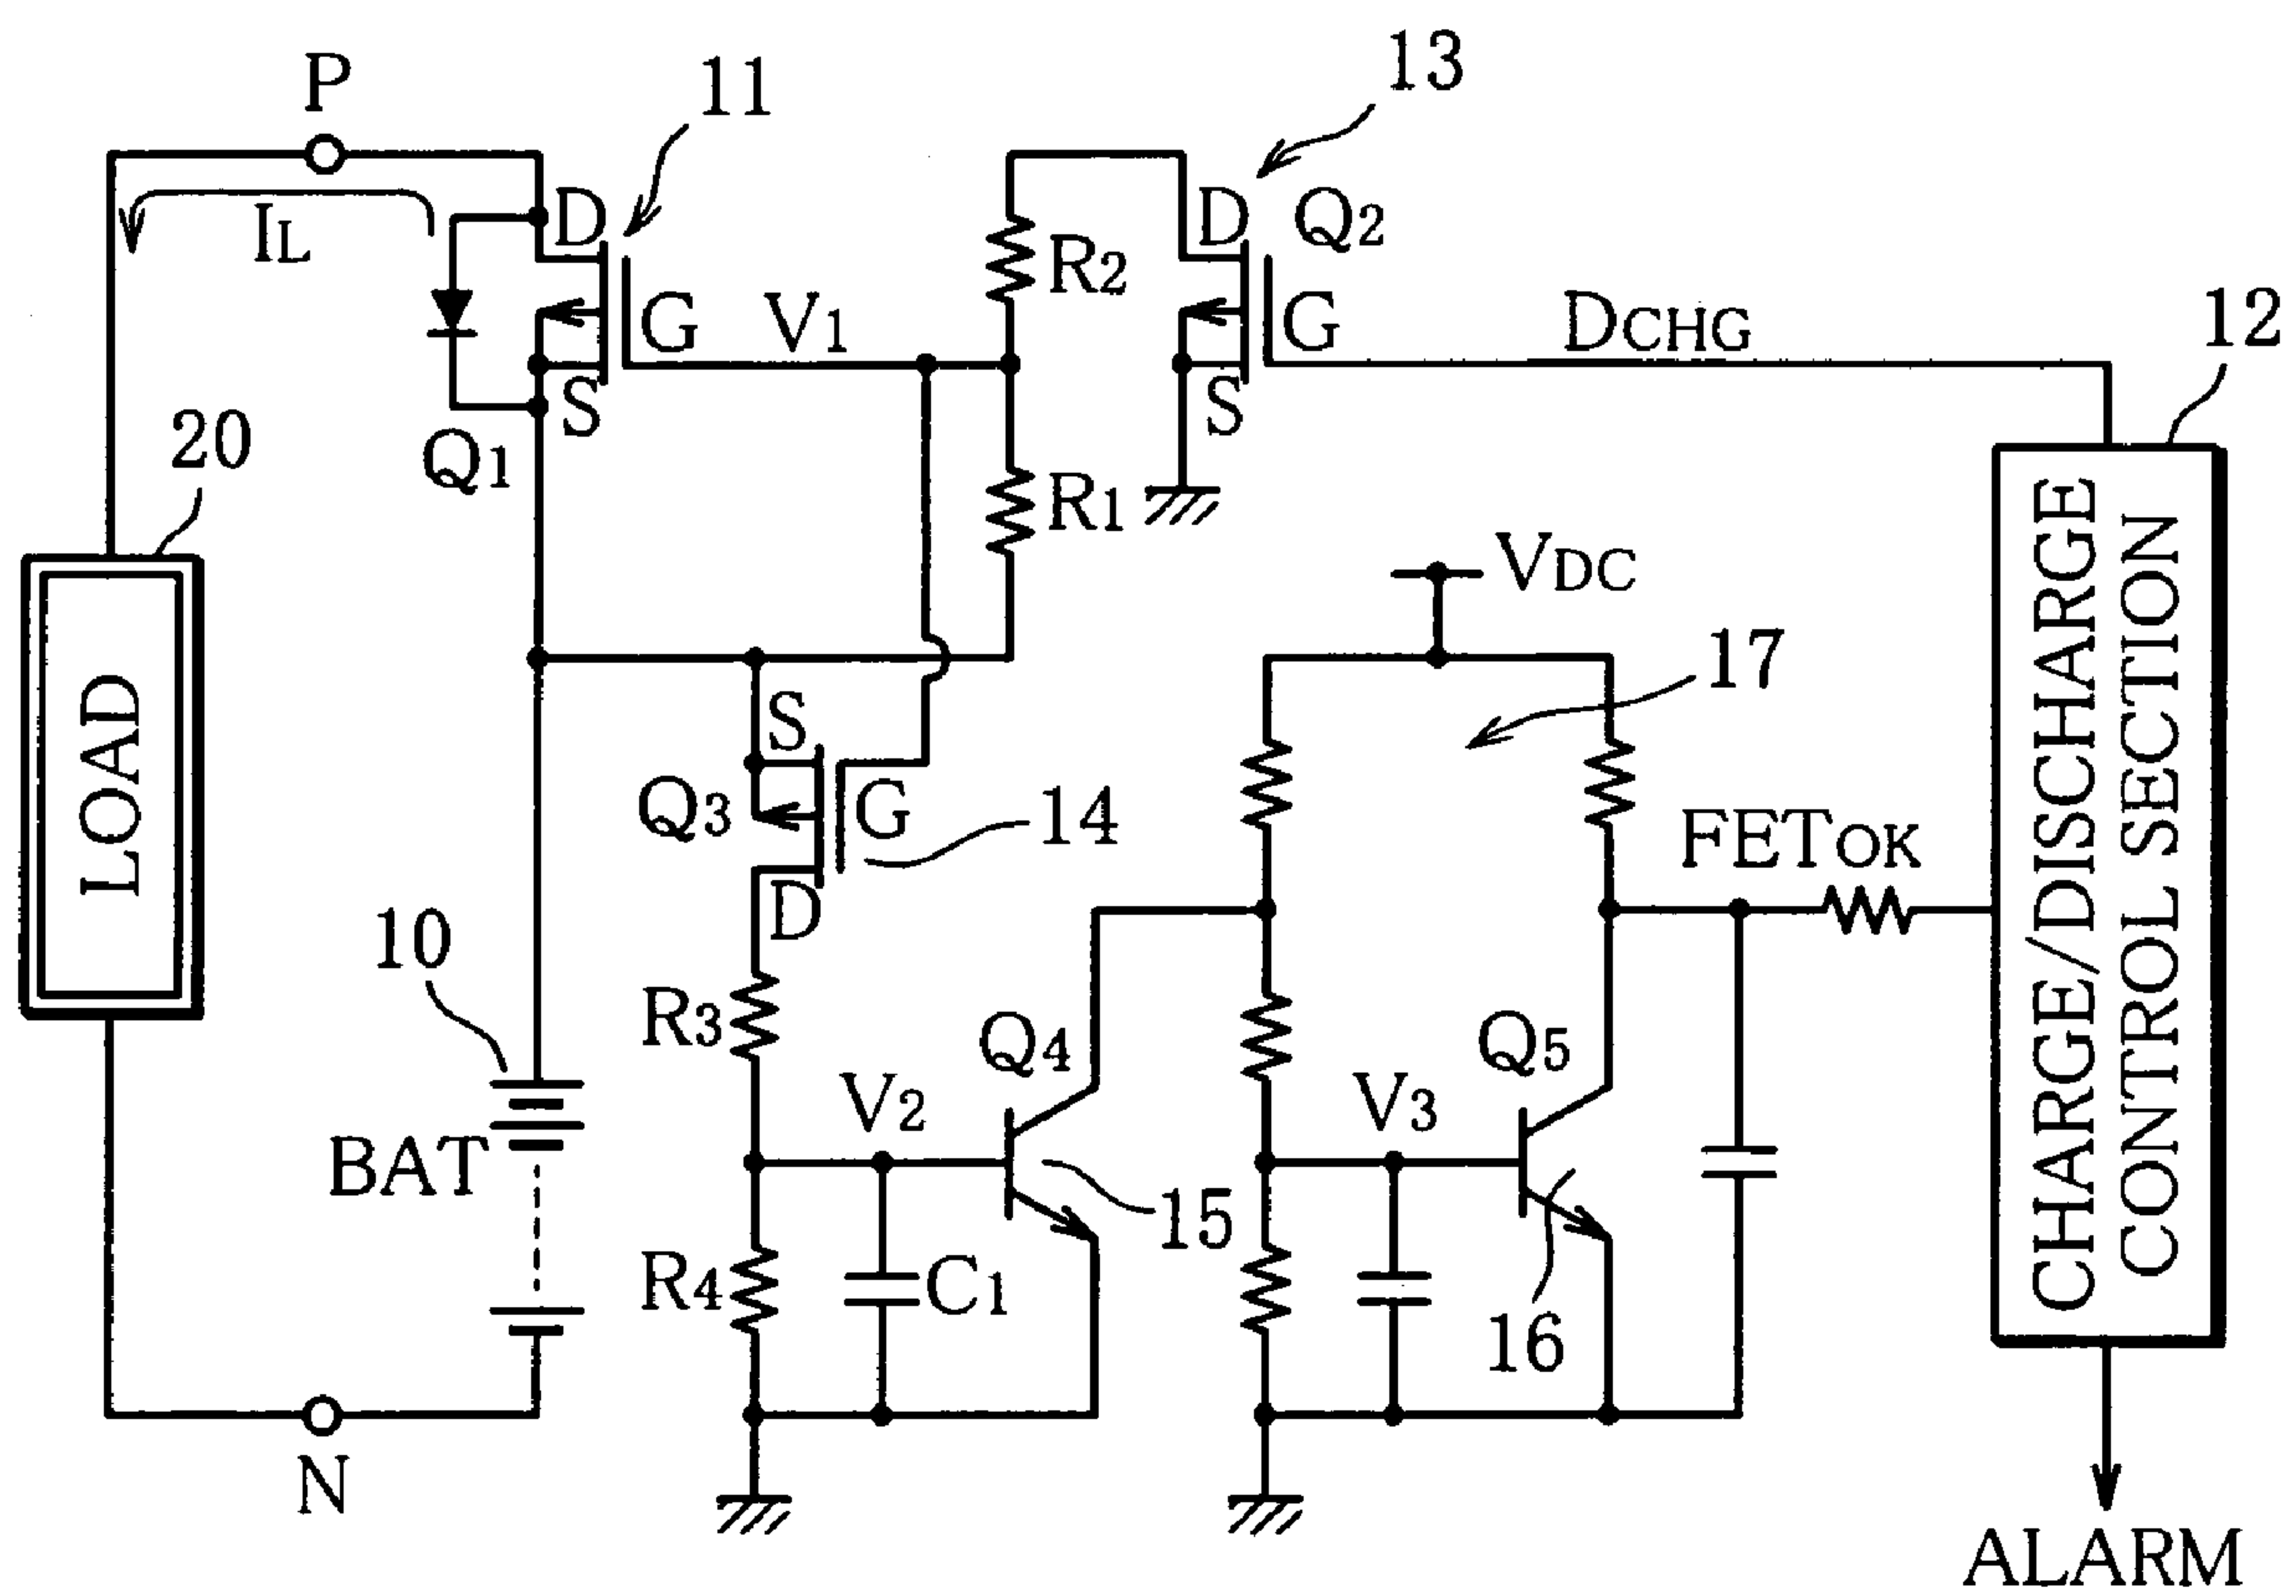 P
11
13
D
IL
G
V1
R2
D
Q2
G
DCHG
12
S
Q1
20
R1
S
VDC
17
LOAD
S
Q3
G
14
D
FETOK
CHARGE/DISCHARGE
CONTROL SECTION
10
R3
Q4
Q5
V2
V3
BAT
15
R4
C1
16
N
ALARM